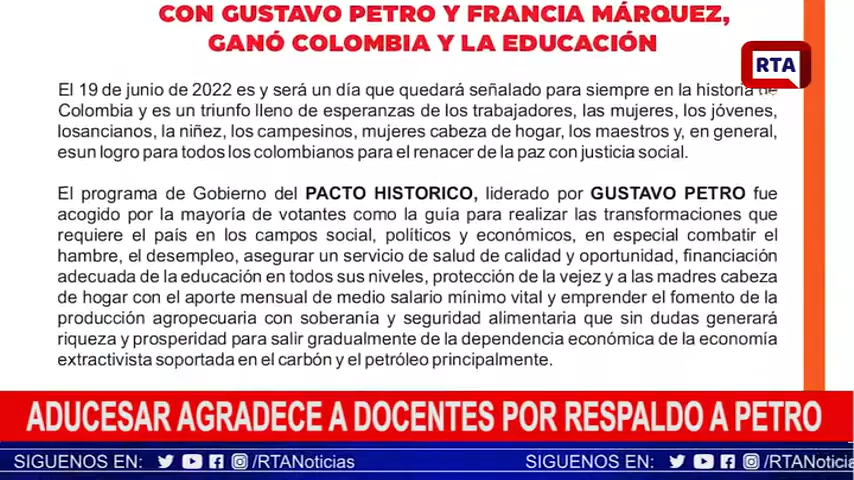 CON GUSTAVO PETRO Y FRANCIA MÁRQUEZ,
GANÓ COLOMBIA Y LA EDUCACIÓN
RTA
El 19 de junio de 2022 es y será un día que quedará señalado para siempre en la historia de
Colombia y es un triunfo lleno de esperanzas de los trabajadores, las mujeres, los jóvenes,
losancianos, la niñez, los campesinos, mujeres cabeza de hogar, los maestros y, en general,
esun logro para todos los colombianos para el renacer de la paz con justicia social.
El programa de Gobierno del PACTO HISTORICO, liderado por GUSTAVO PETRO fue
acogido por la mayoría de votantes como la guía para realizar las transformaciones que
requiere el país en los campos social, políticos y económicos, en especial combatir el
hambre, el desempleo, asegurar un servicio de salud de calidad y oportunidad, financiación
adecuada de la educación en todos sus niveles, protección de la vejez y a las madres cabeza
de hogar con el aporte mensual de medio salario mínimo vital y emprender el fomento de la
producción agropecuaria con soberanía y seguridad alimentaria que sin dudas generará
riqueza y prosperidad para salir gradualmente de la dependencia económica de la economía
extractivista soportada en el carbón y el petróleo principalmente.
ADUCESAR AGRADECE A DOCENTES POR RESPALDO A PETRO
SIGUENOS EN: /RTANoticias SIGUENOS EN: /RTANoticias